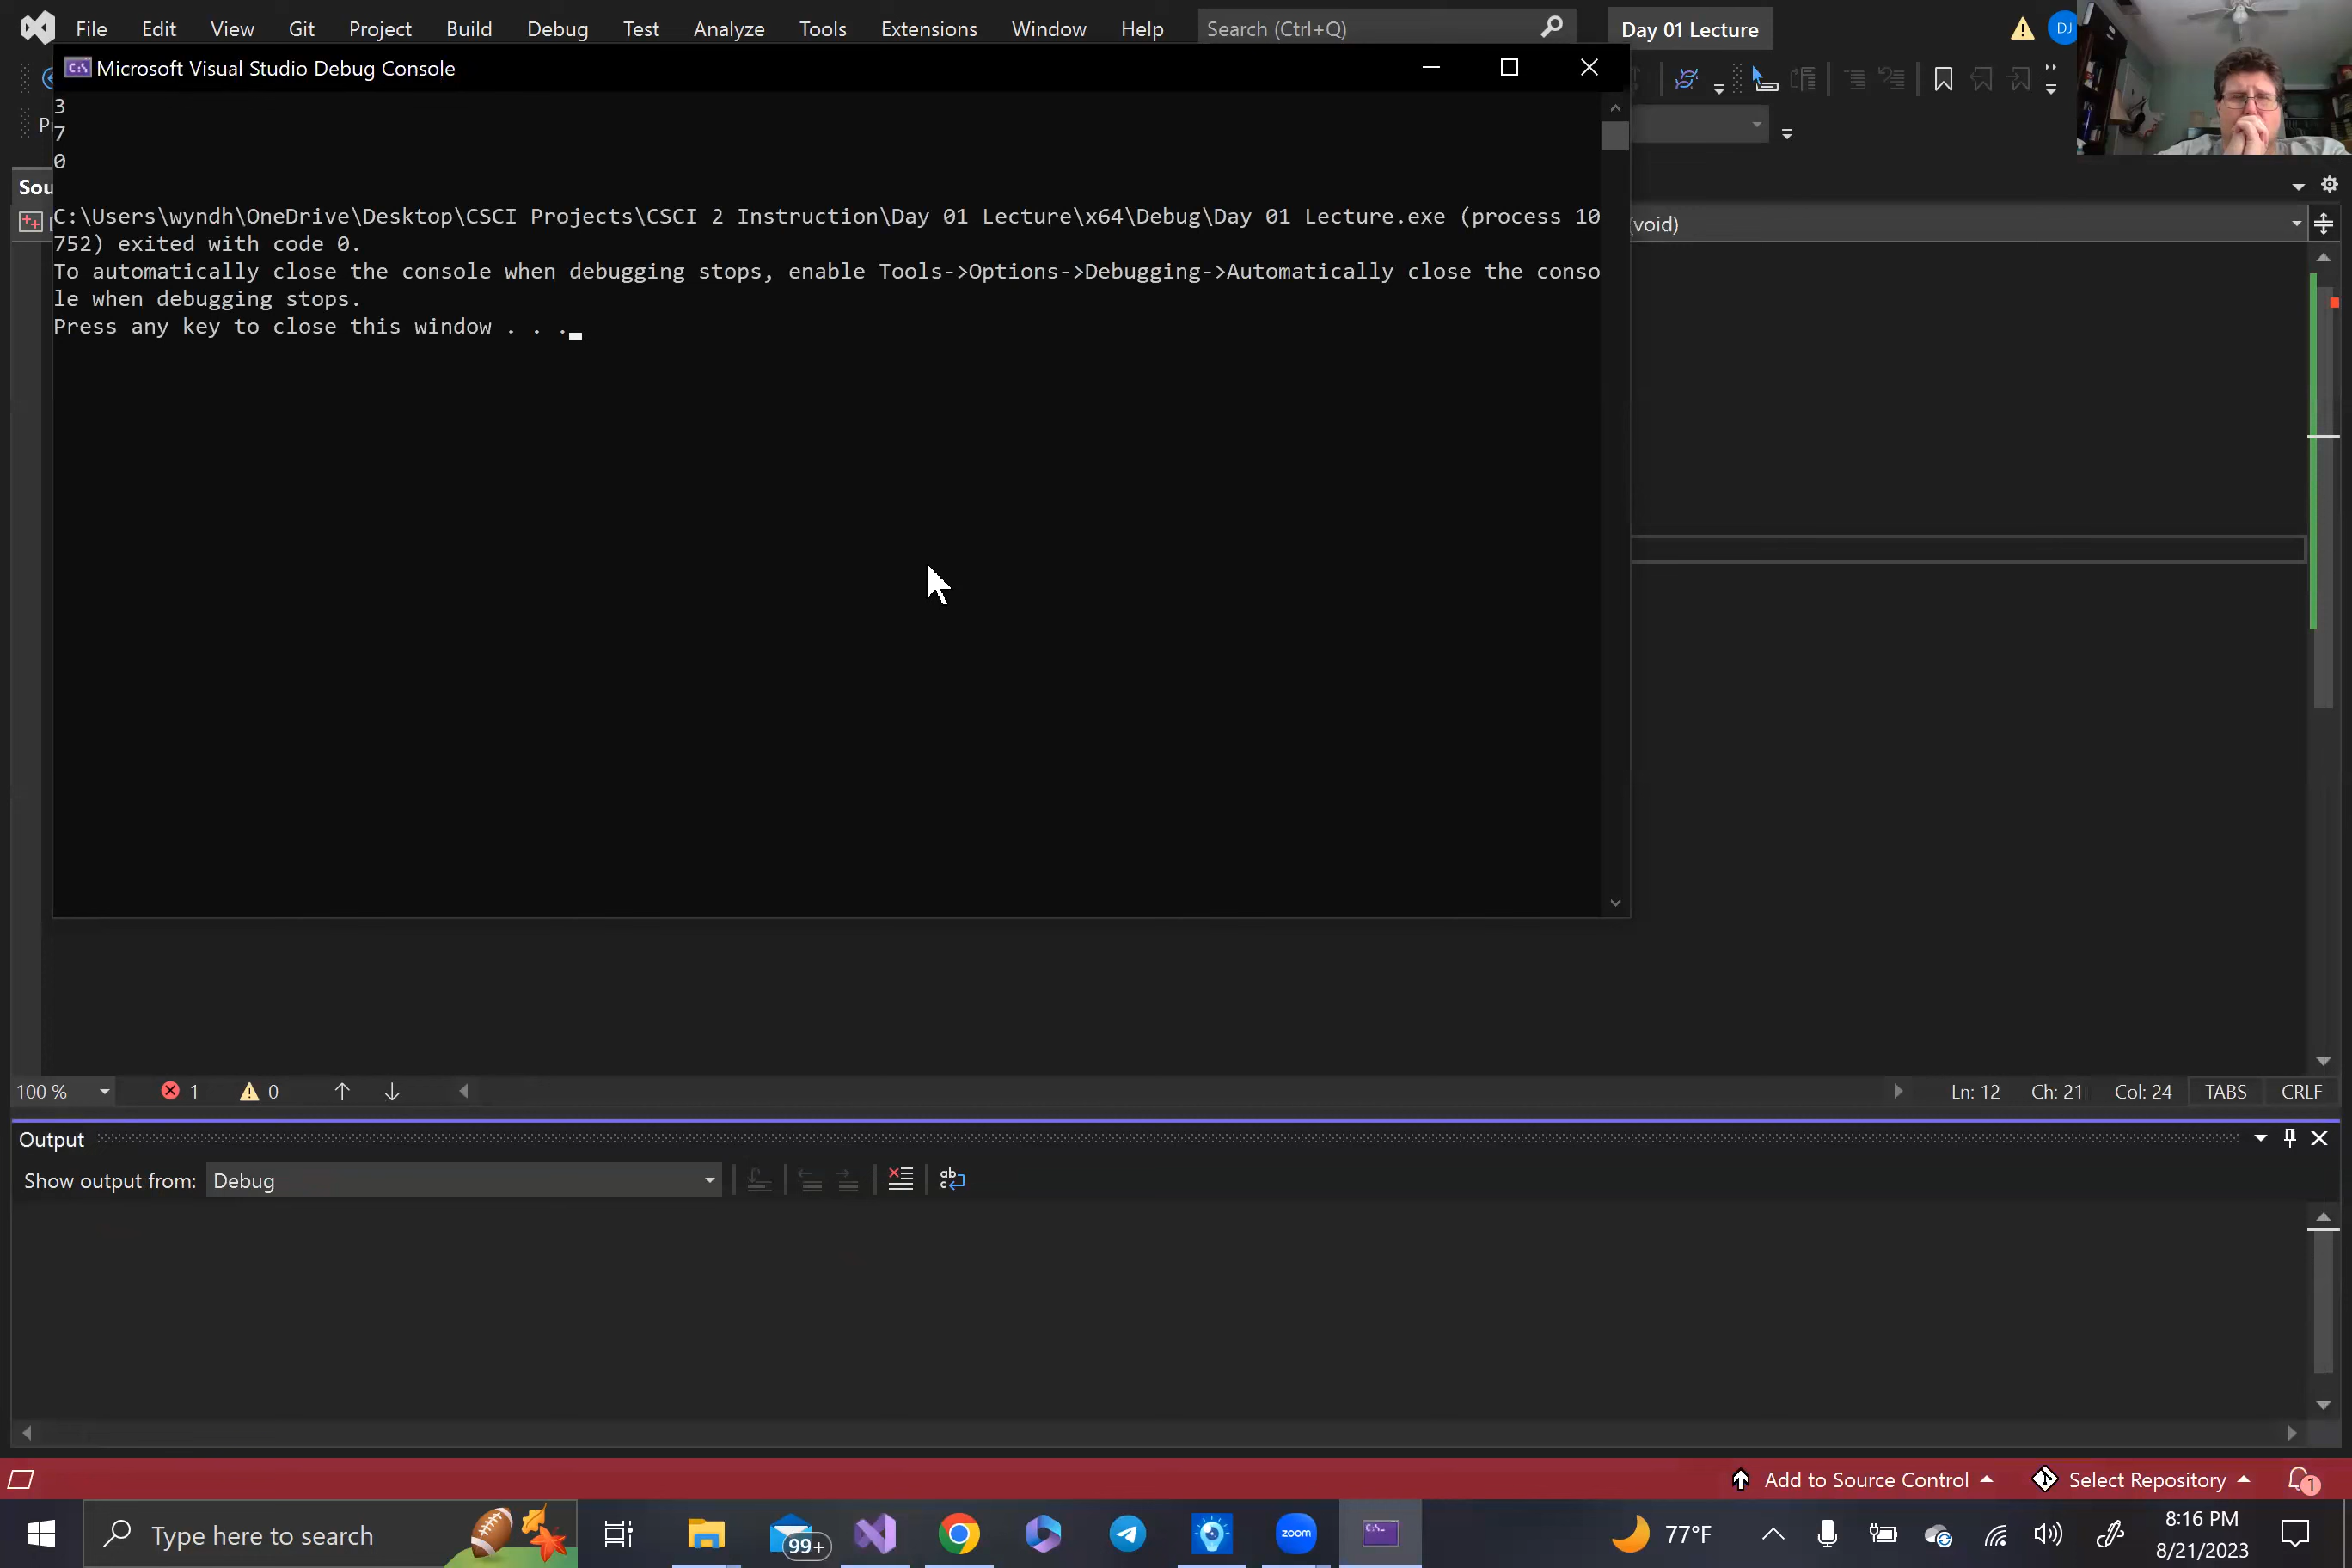 File Edit View Git Project Build Debug Test Analyze Tools Extensions Window Help Search (Ctrl+Q) Day 01 Lecture DJ
Microsoft Visual Studio Debug Console
3
7
0
C:\Users\wyndh\OneDrive\Desktop\CSCI Projects\CSCI 2 Instruction\Day 01 Lecture\x64\Debug\Day 01 Lecture.exe (process 10
752) exited with code 0.
To automatically close the console when debugging stops, enable Tools->Options->Debugging->Automatically close the conso
le when debugging stops.
Press any key to close this window . . .
Sou
(void)
100 % 1 0 Ln: 12 Ch: 21 Col: 24 TABS CRLF
Output
Show output from: Debug
Add to Source Control Select Repository 1
Type here to search 99+ zoom 77°F 8:16 PM
8/21/2023